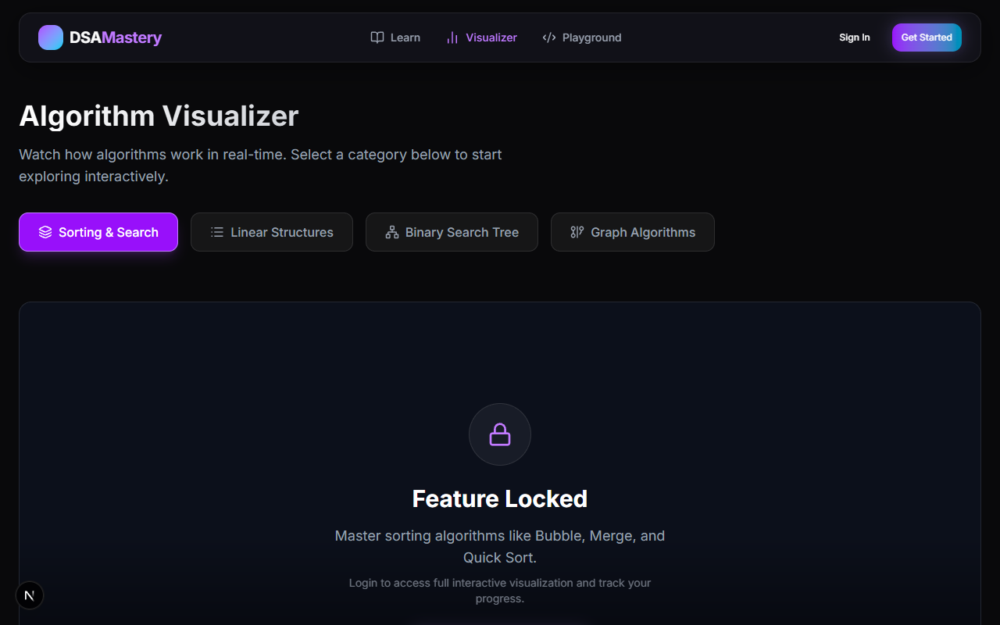 DSAMastery
Learn
Visualizer
Playground
Sign In
Get Started
Algorithm Visualizer
Watch how algorithms work in real-time. Select a category below to start
exploring interactively.
Sorting & Search
Linear Structures
Binary Search Tree
Graph Algorithms
Feature Locked
Master sorting algorithms like Bubble, Merge, and
Quick Sort.
Login to access full interactive visualization and track your
progress.
N